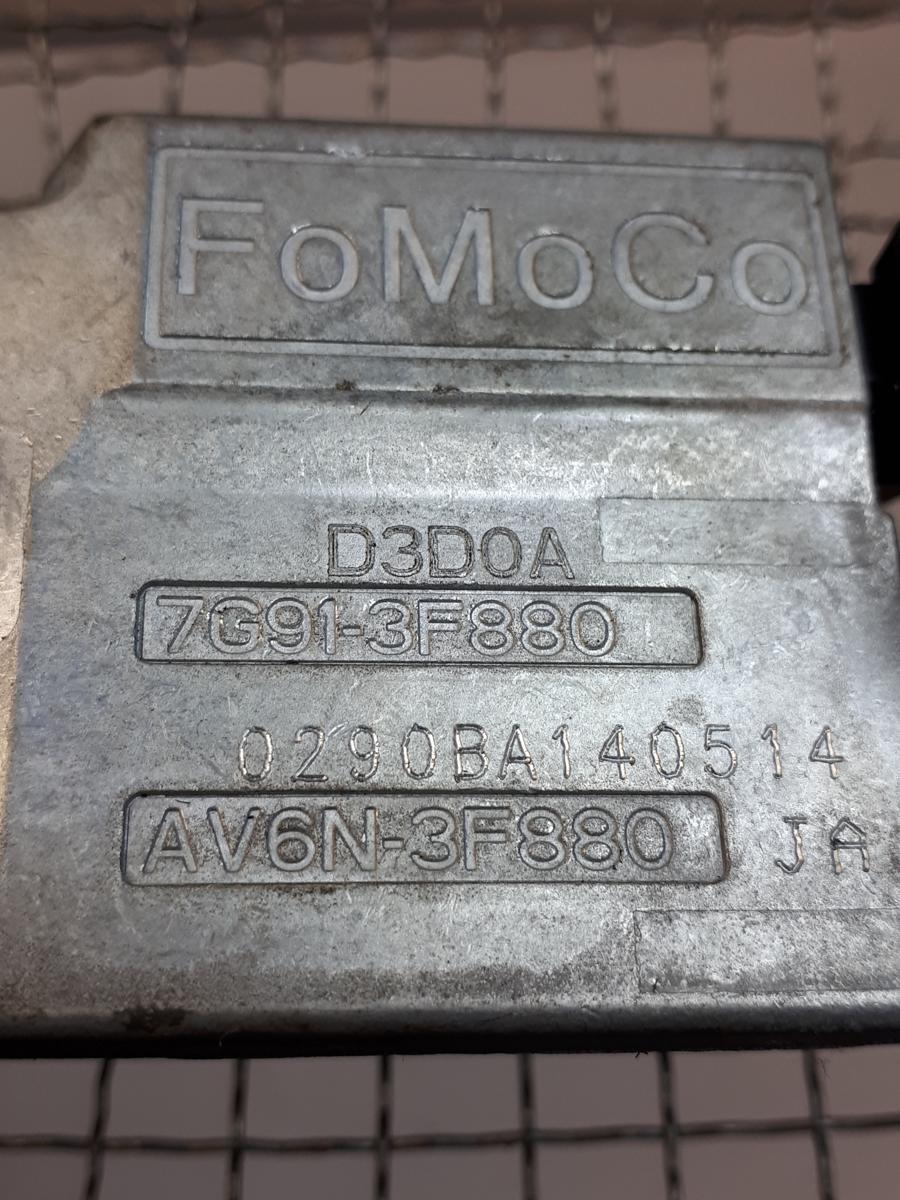 FoMoCo
D3D0A
7G91-3F880
0290BA140514
AV6N-3F880 JA